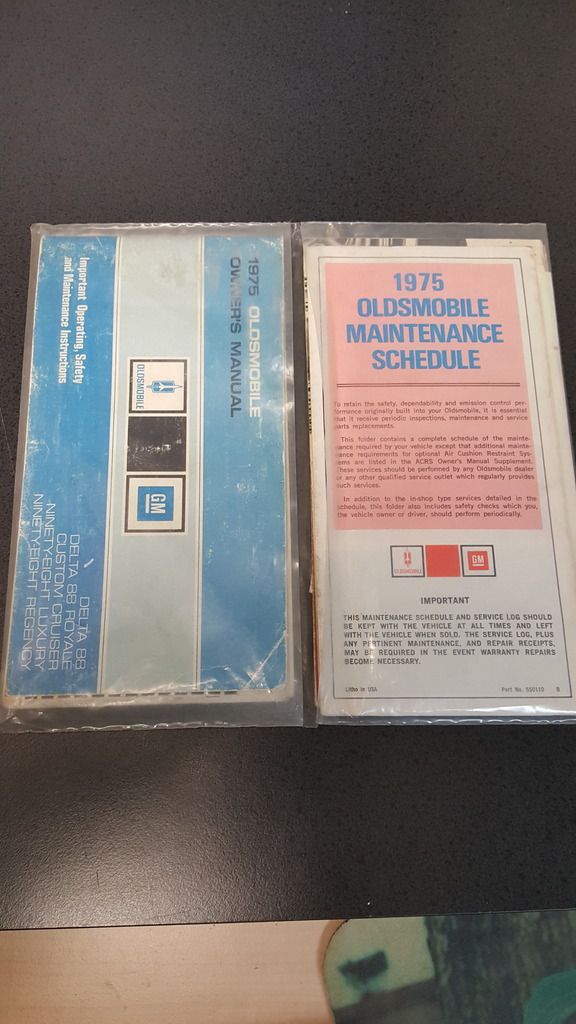 1975 OLDSMOBILE
OWNER'S MANUAL
OLDSMOBILE
GM
Important Operating, Safety
and Maintenance Instructions
DELTA 88
DELTA 88 ROYALE
CUSTOM CRUISER
NINETY-EIGHT LUXURY
NINETY-EIGHT REGENCY
1975
OLDSMOBILE
MAINTENANCE
SCHEDULE
To retain the safety, dependability and emission control per-
formance originally built into your Oldsmobile, it is essential
that it receive periodic inspections, maintenance and service
parts replacements.
This folder contains a complete schedule of the mainte-
nance required by your vehicle except that additional mainte-
nance requirements for optional Air Cushion Restraint Sys-
tems are listed in the ACRS Owner's Manual Supplement.
These services should be performed by any Oldsmobile dealer
or any other qualified service outlet which regularly provides
such services.
In addition to the in-shop type services detailed in the
schedule, this folder also includes safety checks which you,
the vehicle owner or driver, should perform periodically.
OLDSMOBILE
GM
IMPORTANT
THIS MAINTENANCE SCHEDULE AND SERVICE LOG SHOULD
BE KEPT WITH THE VEHICLE AT ALL TIMES AND LEFT
WITH THE VEHICLE WHEN SOLD. THE SERVICE LOG, PLUS
ANY PERTINENT MAINTENANCE, AND REPAIR RECEIPTS,
MAY BE REQUIRED IN THE EVENT WARRANTY REPAIRS
BECOME NECESSARY.
Litho in USA
Part No. 550110 B